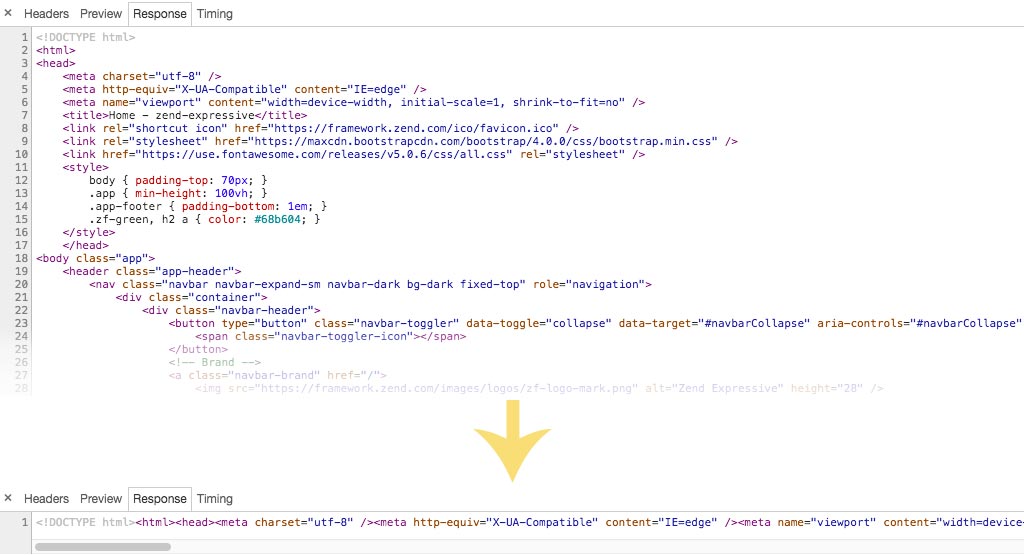 × Headers Preview Response Timing
1 <!DOCTYPE html>
2 <html>
3 <head>
4 <meta charset="utf-8" />
5 <meta http-equiv="X-UA-Compatible" content="IE=edge" />
6 <meta name="viewport" content="width=device-width, initial-scale=1, shrink-to-fit=no" />
7 <title>Home – zend-expressive</title>
8 <link rel="shortcut icon" href="https://framework.zend.com/ico/favicon.ico" />
9 <link rel="stylesheet" href="https://maxcdn.bootstrapcdn.com/bootstrap/4.0.0/css/bootstrap.min.css" />
10 <link href="https://use.fontawesome.com/releases/v5.0.6/css/all.css" rel="stylesheet" />
11 <style>
12 body { padding-top: 70px; }
13 .app { min-height: 100vh; }
14 .app-footer { padding-bottom: 1em; }
15 .zf-green, h2 a { color: #68b604; }
16 </style>
17 </head>
18 <body class="app">
19 <header class="app-header">
20 <nav class="navbar navbar-expand-sm navbar-dark bg-dark fixed-top" role="navigation">
21 <div class="container">
22 <div class="navbar-header">
23 <button type="button" class="navbar-toggler" data-toggle="collapse" data-target="#navbarCollapse" aria-controls="#navbarCollapse"
24 <span class="navbar-toggler-icon"></span>
25 </button>
26 <!-- Brand -->
27 <a class="navbar-brand" href="/">
28 <img src="https://framework.zend.com/images/logos/zf-logo-mark.png" alt="Zend Expressive" height="28" />
× Headers Preview Response Timing
1 <!DOCTYPE html><html><head><meta charset="utf-8" /><meta http-equiv="X-UA-Compatible" content="IE=edge" /><meta name="viewport" content="width=device-